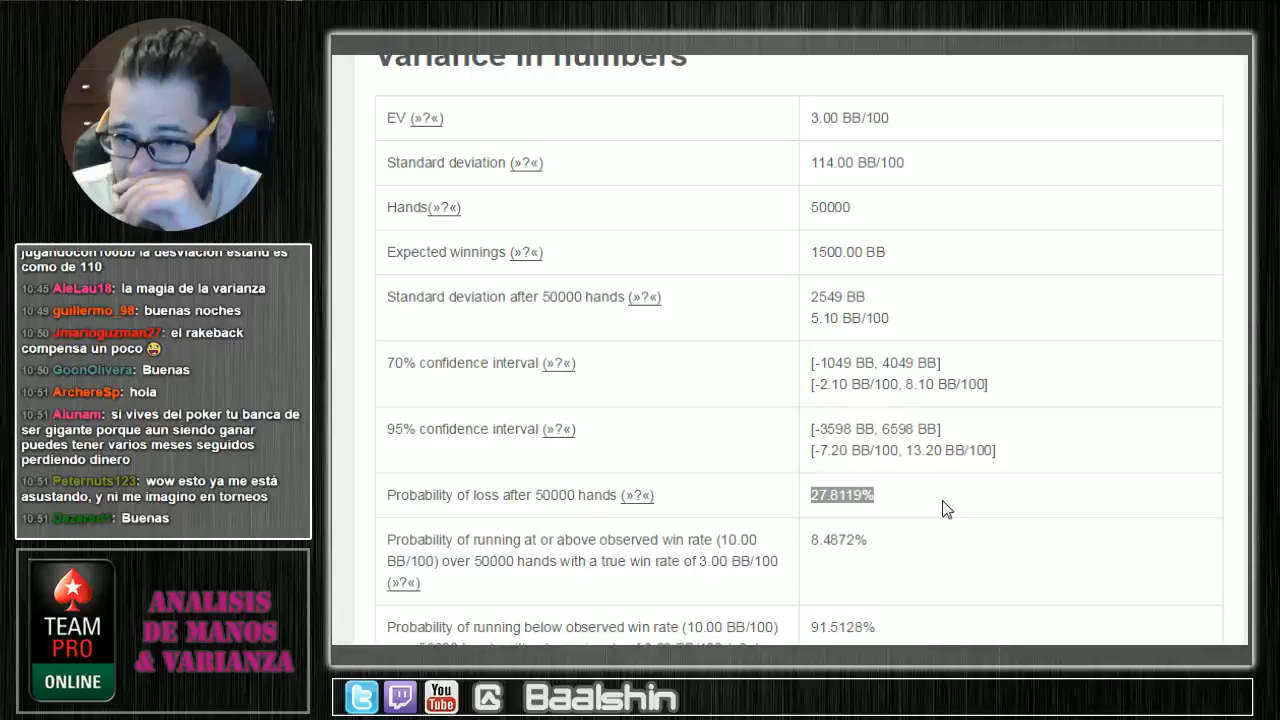 Variance in numbers
EV (»?«)
3.00 BB/100
Standard deviation (»?«)
114.00 BB/100
Hands(»?«)
50000
Expected winnings (»?«)
1500.00 BB
Standard deviation after 50000 hands (»?«)
2549 BB
5.10 BB/100
70% confidence interval (»?«)
[-1049 BB, 4049 BB]
[-2.10 BB/100, 8.10 BB/100]
95% confidence interval (»?«)
[-3598 BB, 6598 BB]
[-7.20 BB/100, 13.20 BB/100]
Probability of loss after 50000 hands (»?«)
27.8119%
Probability of running at or above observed win rate (10.00
BB/100) over 50000 hands with a true win rate of 3.00 BB/100
(»?«)
8.4872%
Probability of running below observed win rate (10.00 BB/100)
91.5128%
jugandocon100bb la desviacion estand es
como de 110
10:45 AleLau18: la magia de la varianza
10:49 guillermo_98: buenas noches
10:50 Jmarioguzman27: el rakeback
compensa un poco
10:50 GoonOlivera: Buenas
10:51 ArchereSp: hola
10:51 Alunam: si vives del poker tu banca de
ser gigante porque aun siendo ganar
puedes tener varios meses seguidos
perdiendo dinero
10:51 Peternuts123: wow esto ya me está
asustando, y ni me imagino en torneos
10:51 Dezared1: Buenas
TEAM
PRO
ONLINE
ANALISIS
DE MANOS
& VARIANZA
You
Tube
Baalshin